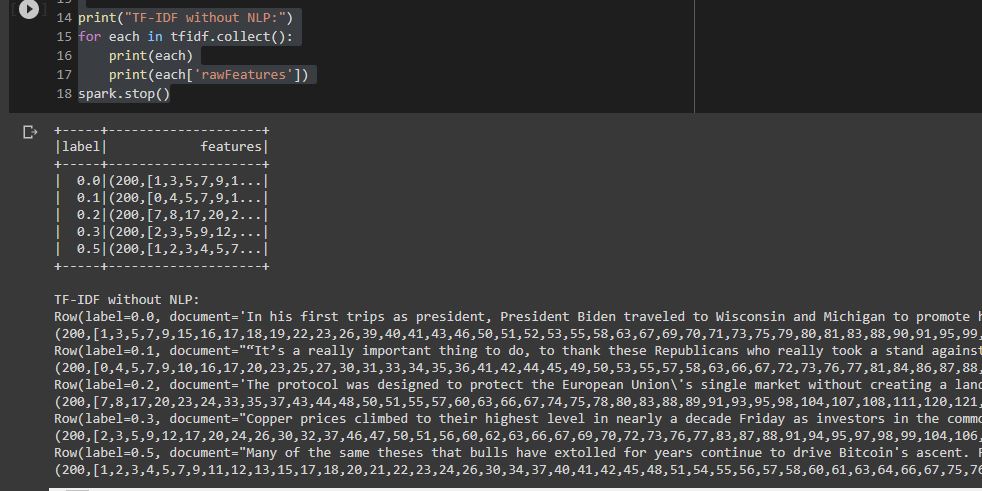 14 print("TF-IDF without NLP:")
15 for each in tfidf.collect():
16     print(each)
17     print(each['rawFeatures'])
18 spark.stop()
+-----+--------------------+
|label|            features|
+-----+--------------------+
|  0.0|(200,[1,3,5,7,9,1...|
|  0.1|(200,[0,4,5,7,9,1...|
|  0.2|(200,[7,8,17,20,2...|
|  0.3|(200,[2,3,5,9,12,...|
|  0.5|(200,[1,2,3,4,5,7...|
+-----+--------------------+
TF-IDF without NLP:
Row(label=0.0, document='In his first trips as president, President Biden traveled to Wisconsin and Michigan to promote
(200,[1,3,5,7,9,15,16,17,18,19,22,23,26,39,40,41,43,46,50,51,52,53,55,58,63,67,69,70,71,73,75,79,80,81,83,88,90,91,95,99,
Row(label=0.1, document="“It’s a really important thing to do, to thank these Republicans who really took a stand against
(200,[0,4,5,7,9,10,16,17,20,23,25,27,30,31,33,34,35,36,41,42,44,45,49,50,53,55,57,58,63,66,67,72,73,76,77,81,84,86,87,88,
Row(label=0.2, document='The protocol was designed to protect the European Union\'s single market without creating a land
(200,[7,8,17,20,23,24,33,35,37,43,44,48,50,51,55,57,60,63,66,67,74,75,78,80,83,88,89,91,93,95,98,104,107,108,111,120,121,
Row(label=0.3, document="Copper prices climbed to their highest level in nearly a decade Friday as investors in the
(200,[2,3,5,9,12,17,20,24,26,30,32,37,46,47,50,51,56,60,62,63,66,67,69,70,72,73,76,77,83,87,88,91,94,95,97,98,99,104,106,
Row(label=0.5, document="Many of the same theses that bulls have extolled for years continue to drive Bitcoin's ascent.
(200,[1,2,3,4,5,7,9,11,12,13,15,17,18,20,21,22,23,24,26,30,34,37,40,41,42,45,48,51,54,55,56,57,58,60,61,63,64,66,67,75,76